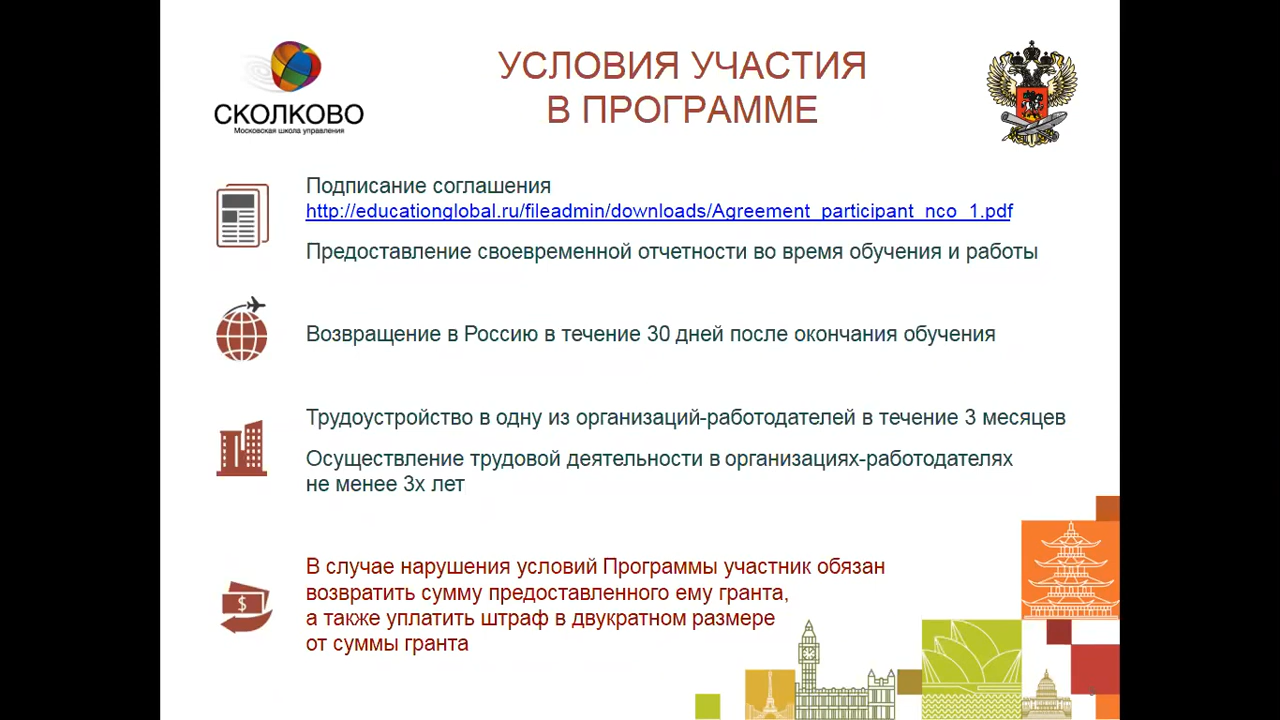 СКОЛКОВО
Московская школа управления
УСЛОВИЯ УЧАСТИЯ
В ПРОГРАММЕ
Подписание соглашения
http://educationglobal.ru/fileadmin/downloads/Agreement_participant_nco_1.pdf
Предоставление своевременной отчетности во время обучения и работы
Возвращение в Россию в течение 30 дней после окончания обучения
Трудоустройство в одну из организаций-работодателей в течение 3 месяцев
Осуществление трудовой деятельности в организациях-работодателях
не менее 3х лет
$
В случае нарушения условий Программы участник обязан
возвратить сумму предоставленного ему гранта,
а также уплатить штраф в двукратном размере
от суммы гранта